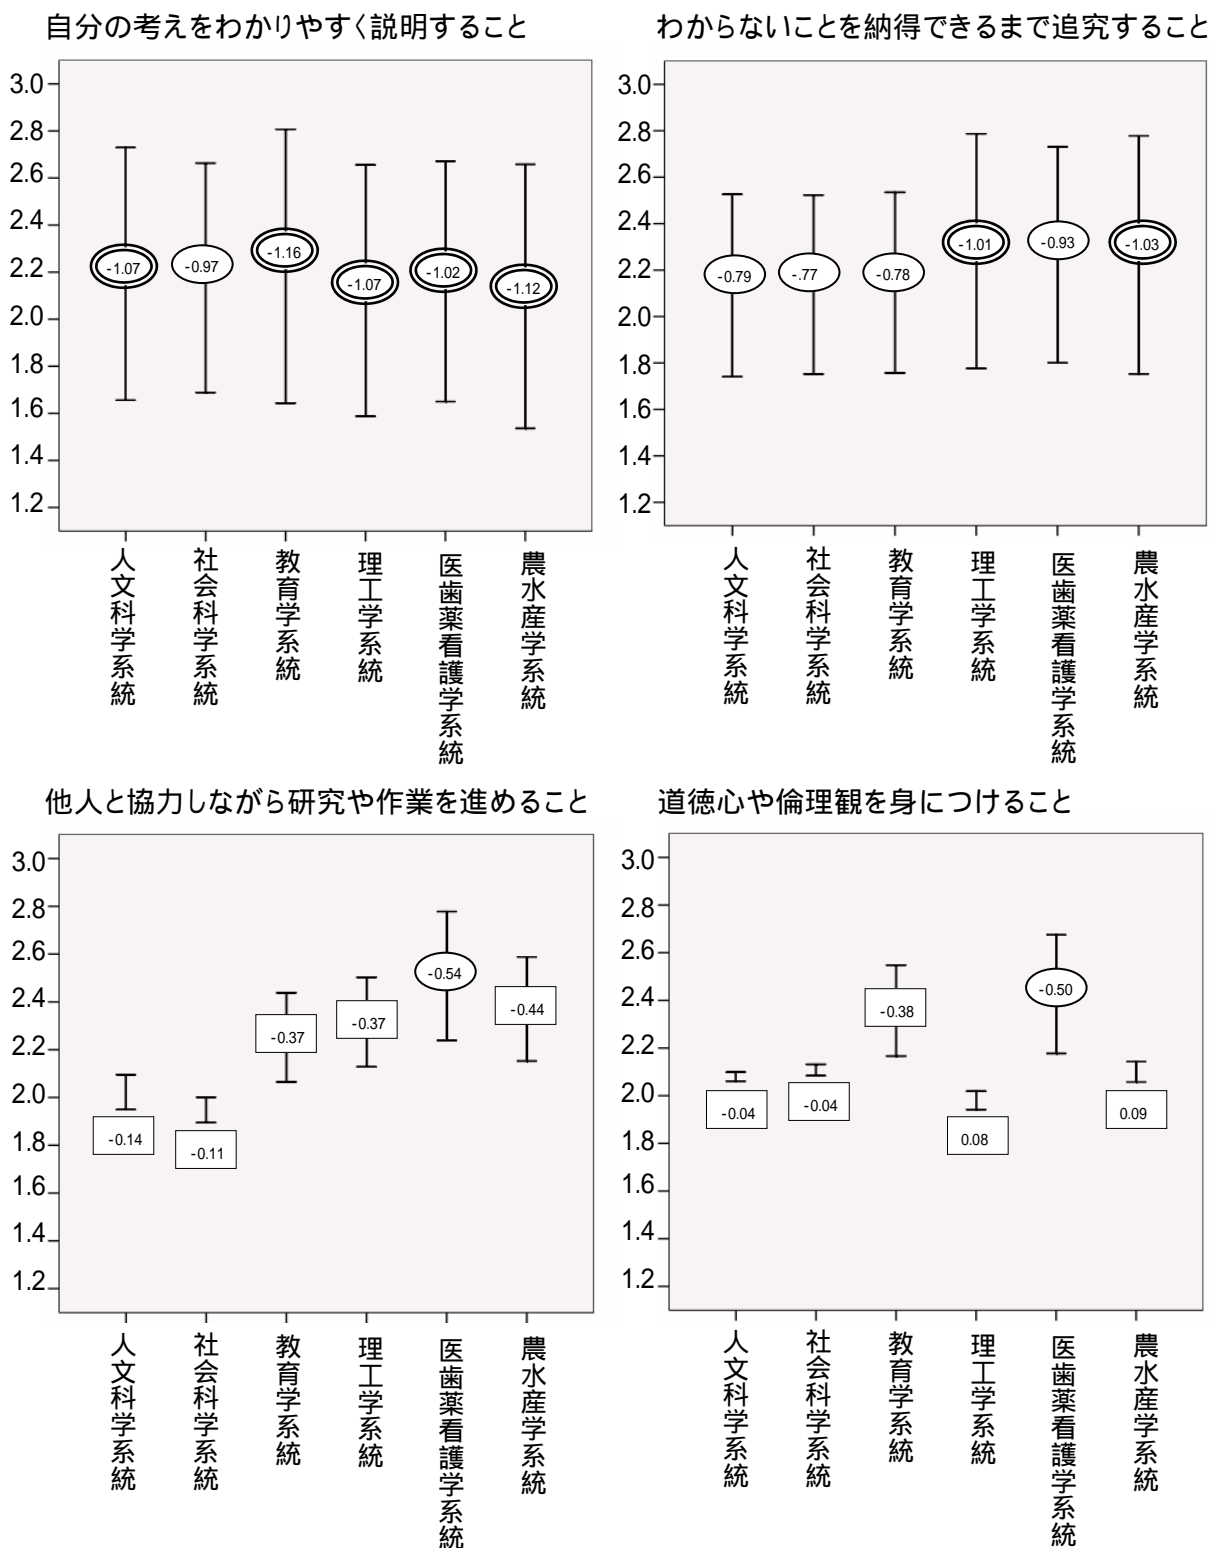 自分の考えをわかりやすく説明すること
3.0
2.8
2.6
2.4
2.2
2.0
1.8
1.6
1.4
1.2
-1.07
-0.97
-1.16
-1.07
-1.02
-1.12
人文科学系統
社会科学系統
教育学系統
理工学系統
医歯薬看護学系統
農水産学系統
わからないことを納得できるまで追究すること
3.0
2.8
2.6
2.4
2.2
2.0
1.8
1.6
1.4
1.2
-0.79
-.77
-0.78
-1.01
-0.93
-1.03
人文科学系統
社会科学系統
教育学系統
理工学系統
医歯薬看護学系統
農水産学系統
他人と協力しながら研究や作業を進めること
3.0
2.8
2.6
2.4
2.2
2.0
1.8
1.6
1.4
1.2
-0.14
-0.11
-0.37
-0.37
-0.54
-0.44
人文科学系統
社会科学系統
教育学系統
理工学系統
医歯薬看護学系統
農水産学系統
道徳心や倫理観を身につけること
3.0
2.8
2.6
2.4
2.2
2.0
1.8
1.6
1.4
1.2
-0.04
-0.04
-0.38
0.08
-0.50
0.09
人文科学系統
社会科学系統
教育学系統
理工学系統
医歯薬看護学系統
農水産学系統